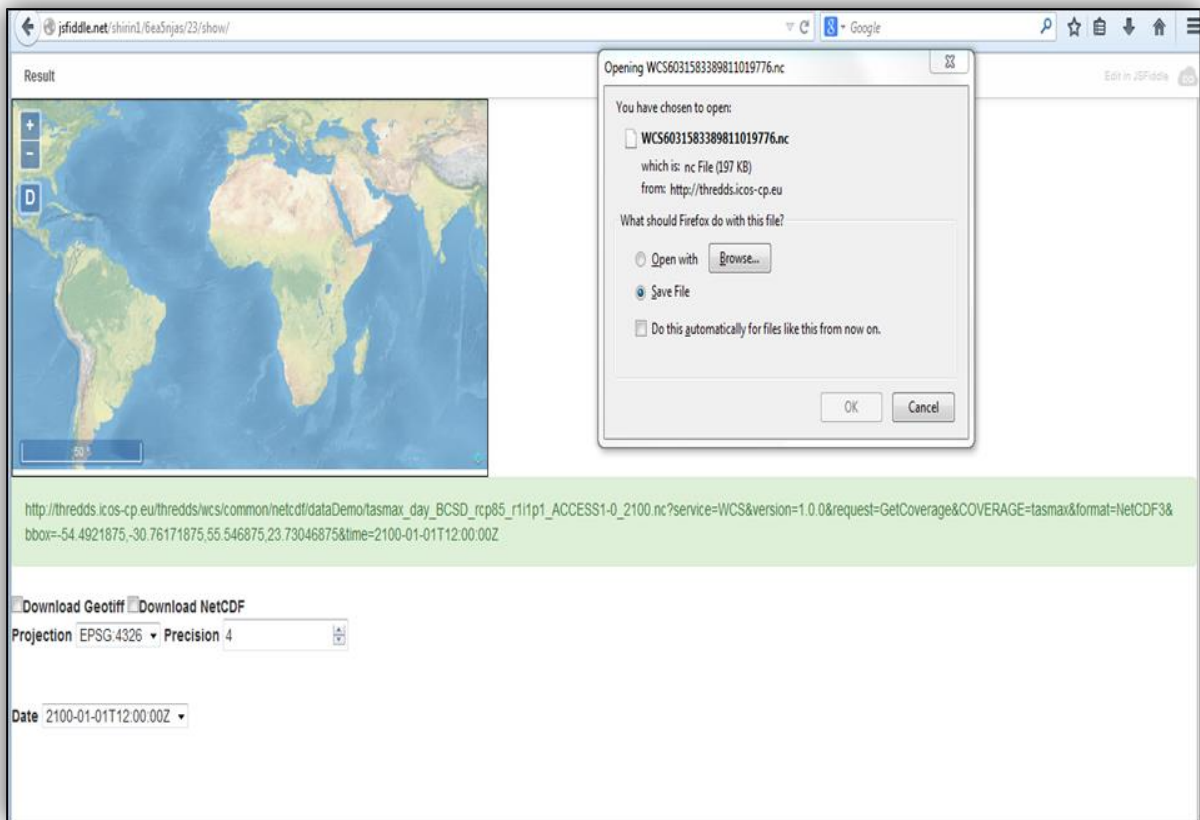 jsfiddle.net/shirin1/6ea5njas/23/show/
Google
Result
Edit in JSFiddle
Opening WCS6031583389811019776.nc
You have chosen to open:
WCS6031583389811019776.nc
which is: nc File (197 KB)
from: http://thredds.icos-cp.eu
What should Firefox do with this file?
Open with Browse...
Save File
Do this automatically for files like this from now on.
OK Cancel
+
-
D
50 °
http://thredds.icos-cp.eu/thredds/wcs/common/netcdf/dataDemo/tasmax_day_BCSD_rcp85_r1i1p1_ACCESS1-0_2100.nc?service=WCS&version=1.0.0&request=GetCoverage&COVERAGE=tasmax&format=NetCDF3&
bbox=-54.4921875,-30.76171875,55.546875,23.73046875&time=2100-01-01T12:00:00Z
Download Geotiff Download NetCDF
Projection EPSG:4326 Precision 4
Date 2100-01-01T12:00:00Z